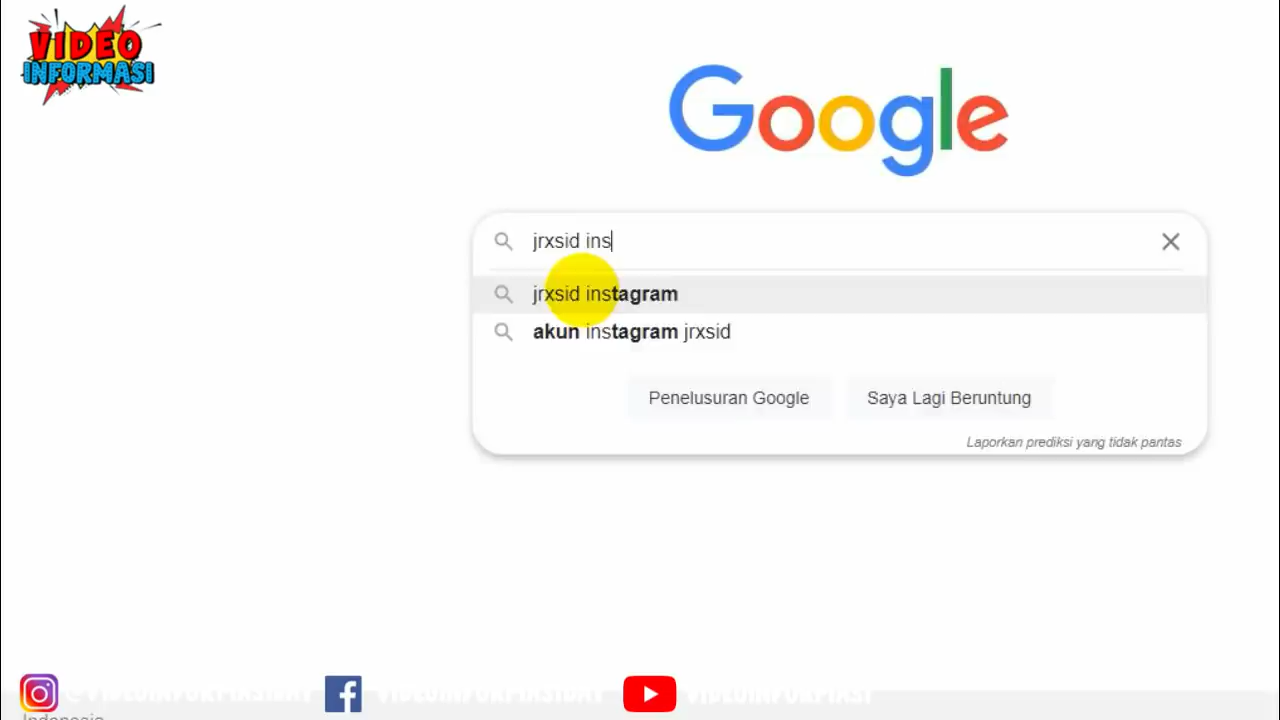 VIDEO
INFORMASI
Google
jrxsid ins
jrxsid instagram
akun instagram jrxsid
Penelusuran Google
Saya Lagi Beruntung
Laporkan prediksi yang tidak pantas
Indonesia